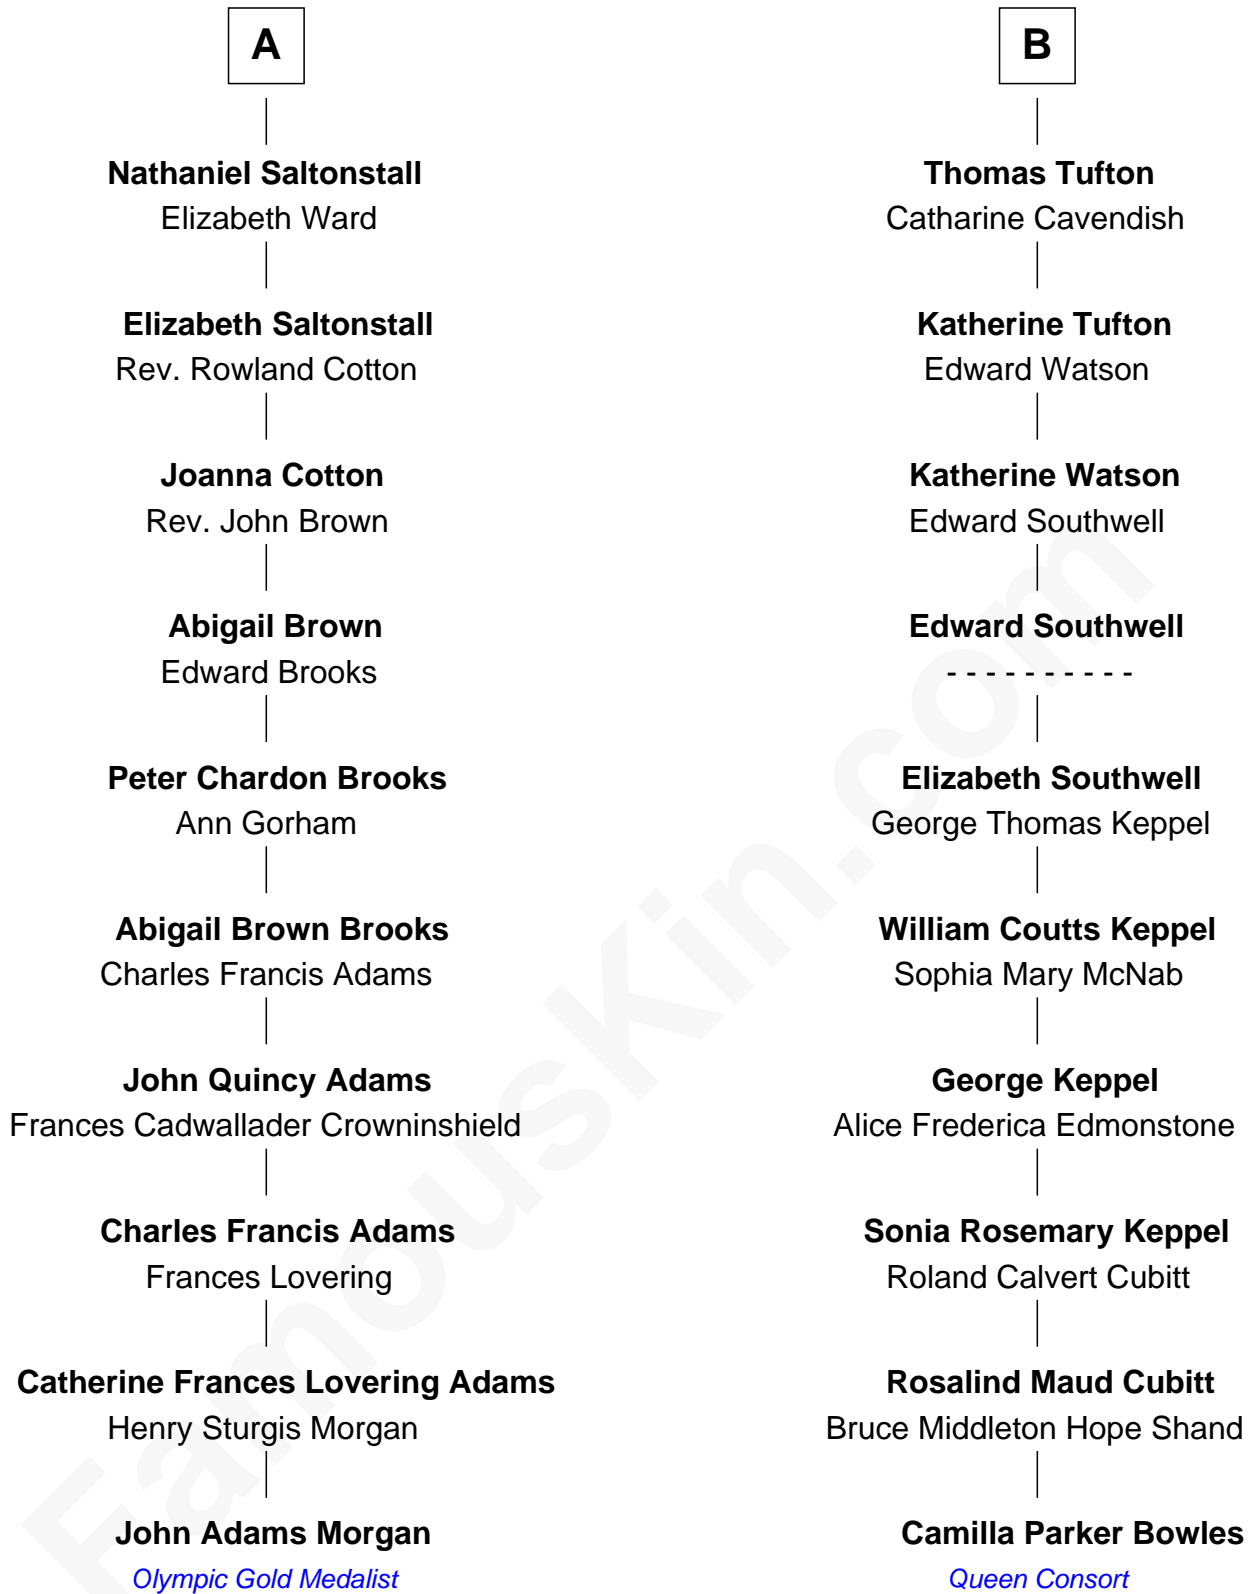 A
Nathaniel Saltonstall
Elizabeth Ward
Elizabeth Saltonstall
Rev. Rowland Cotton
Joanna Cotton
Rev. John Brown
Abigail Brown
Edward Brooks
Peter Chardon Brooks
Ann Gorham
Abigail Brown Brooks
Charles Francis Adams
John Quincy Adams
Frances Cadwallader Crowninshield
Charles Francis Adams
Frances Lovering
Catherine Frances Lovering Adams
Henry Sturgis Morgan
John Adams Morgan
Olympic Gold Medalist
B
Thomas Tufton
Catharine Cavendish
Katherine Tufton
Edward Watson
Katherine Watson
Edward Southwell
Edward Southwell
- - - - - - - - - -
Elizabeth Southwell
George Thomas Keppel
William Coutts Keppel
Sophia Mary McNab
George Keppel
Alice Frederica Edmonstone
Sonia Rosemary Keppel
Roland Calvert Cubitt
Rosalind Maud Cubitt
Bruce Middleton Hope Shand
Camilla Parker Bowles
Queen Consort
FamousKin.com